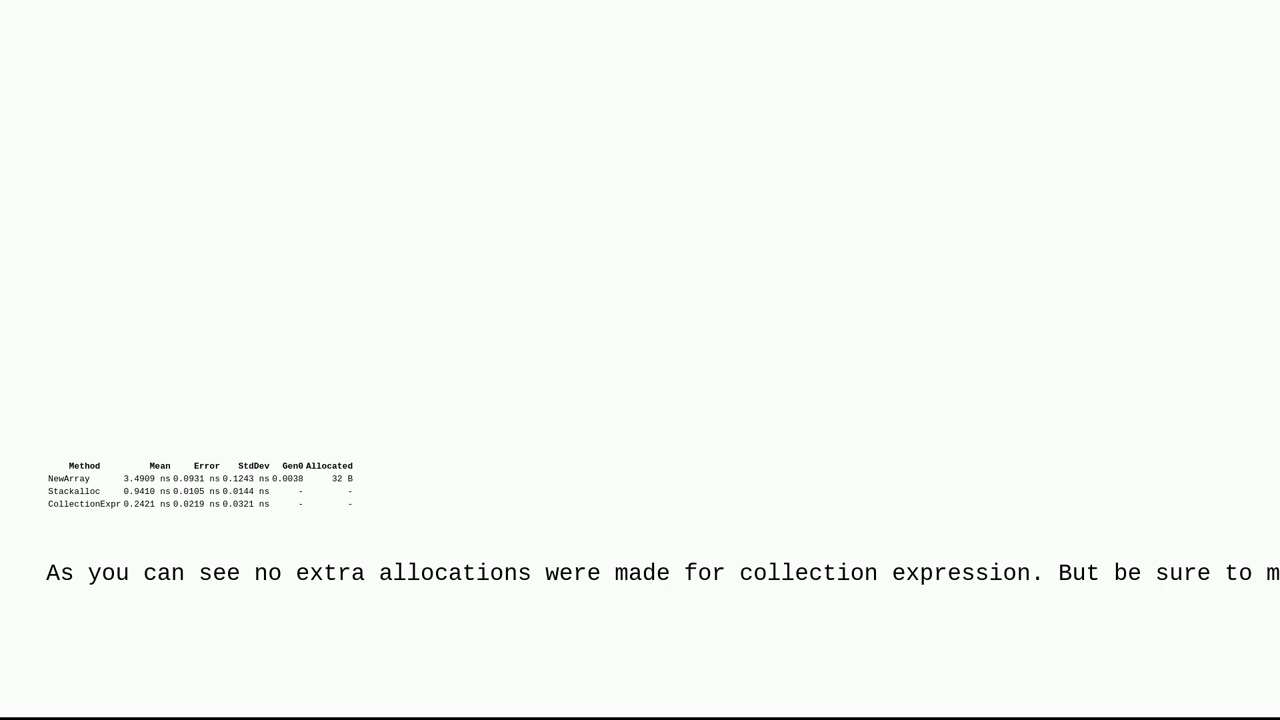 Method Mean Error StdDev Gen0 Allocated
NewArray 3.4909 ns 0.0931 ns 0.1243 ns 0.0038 32 B
Stackalloc 0.9410 ns 0.0105 ns 0.0144 ns - -
CollectionExpr 0.2421 ns 0.0219 ns 0.0321 ns - -
As you can see no extra allocations were made for collection expression. But be sure to m